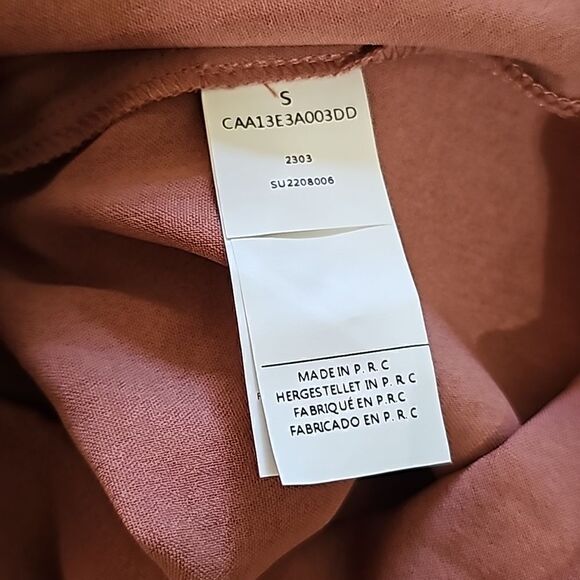 S
CAA13E3A003DD
2303
SU2208006
MADE IN P. R. C
HERGESTELLET IN P. R. C
FABRIQUÉ EN P.R.C
FABRICADO EN P. R. C